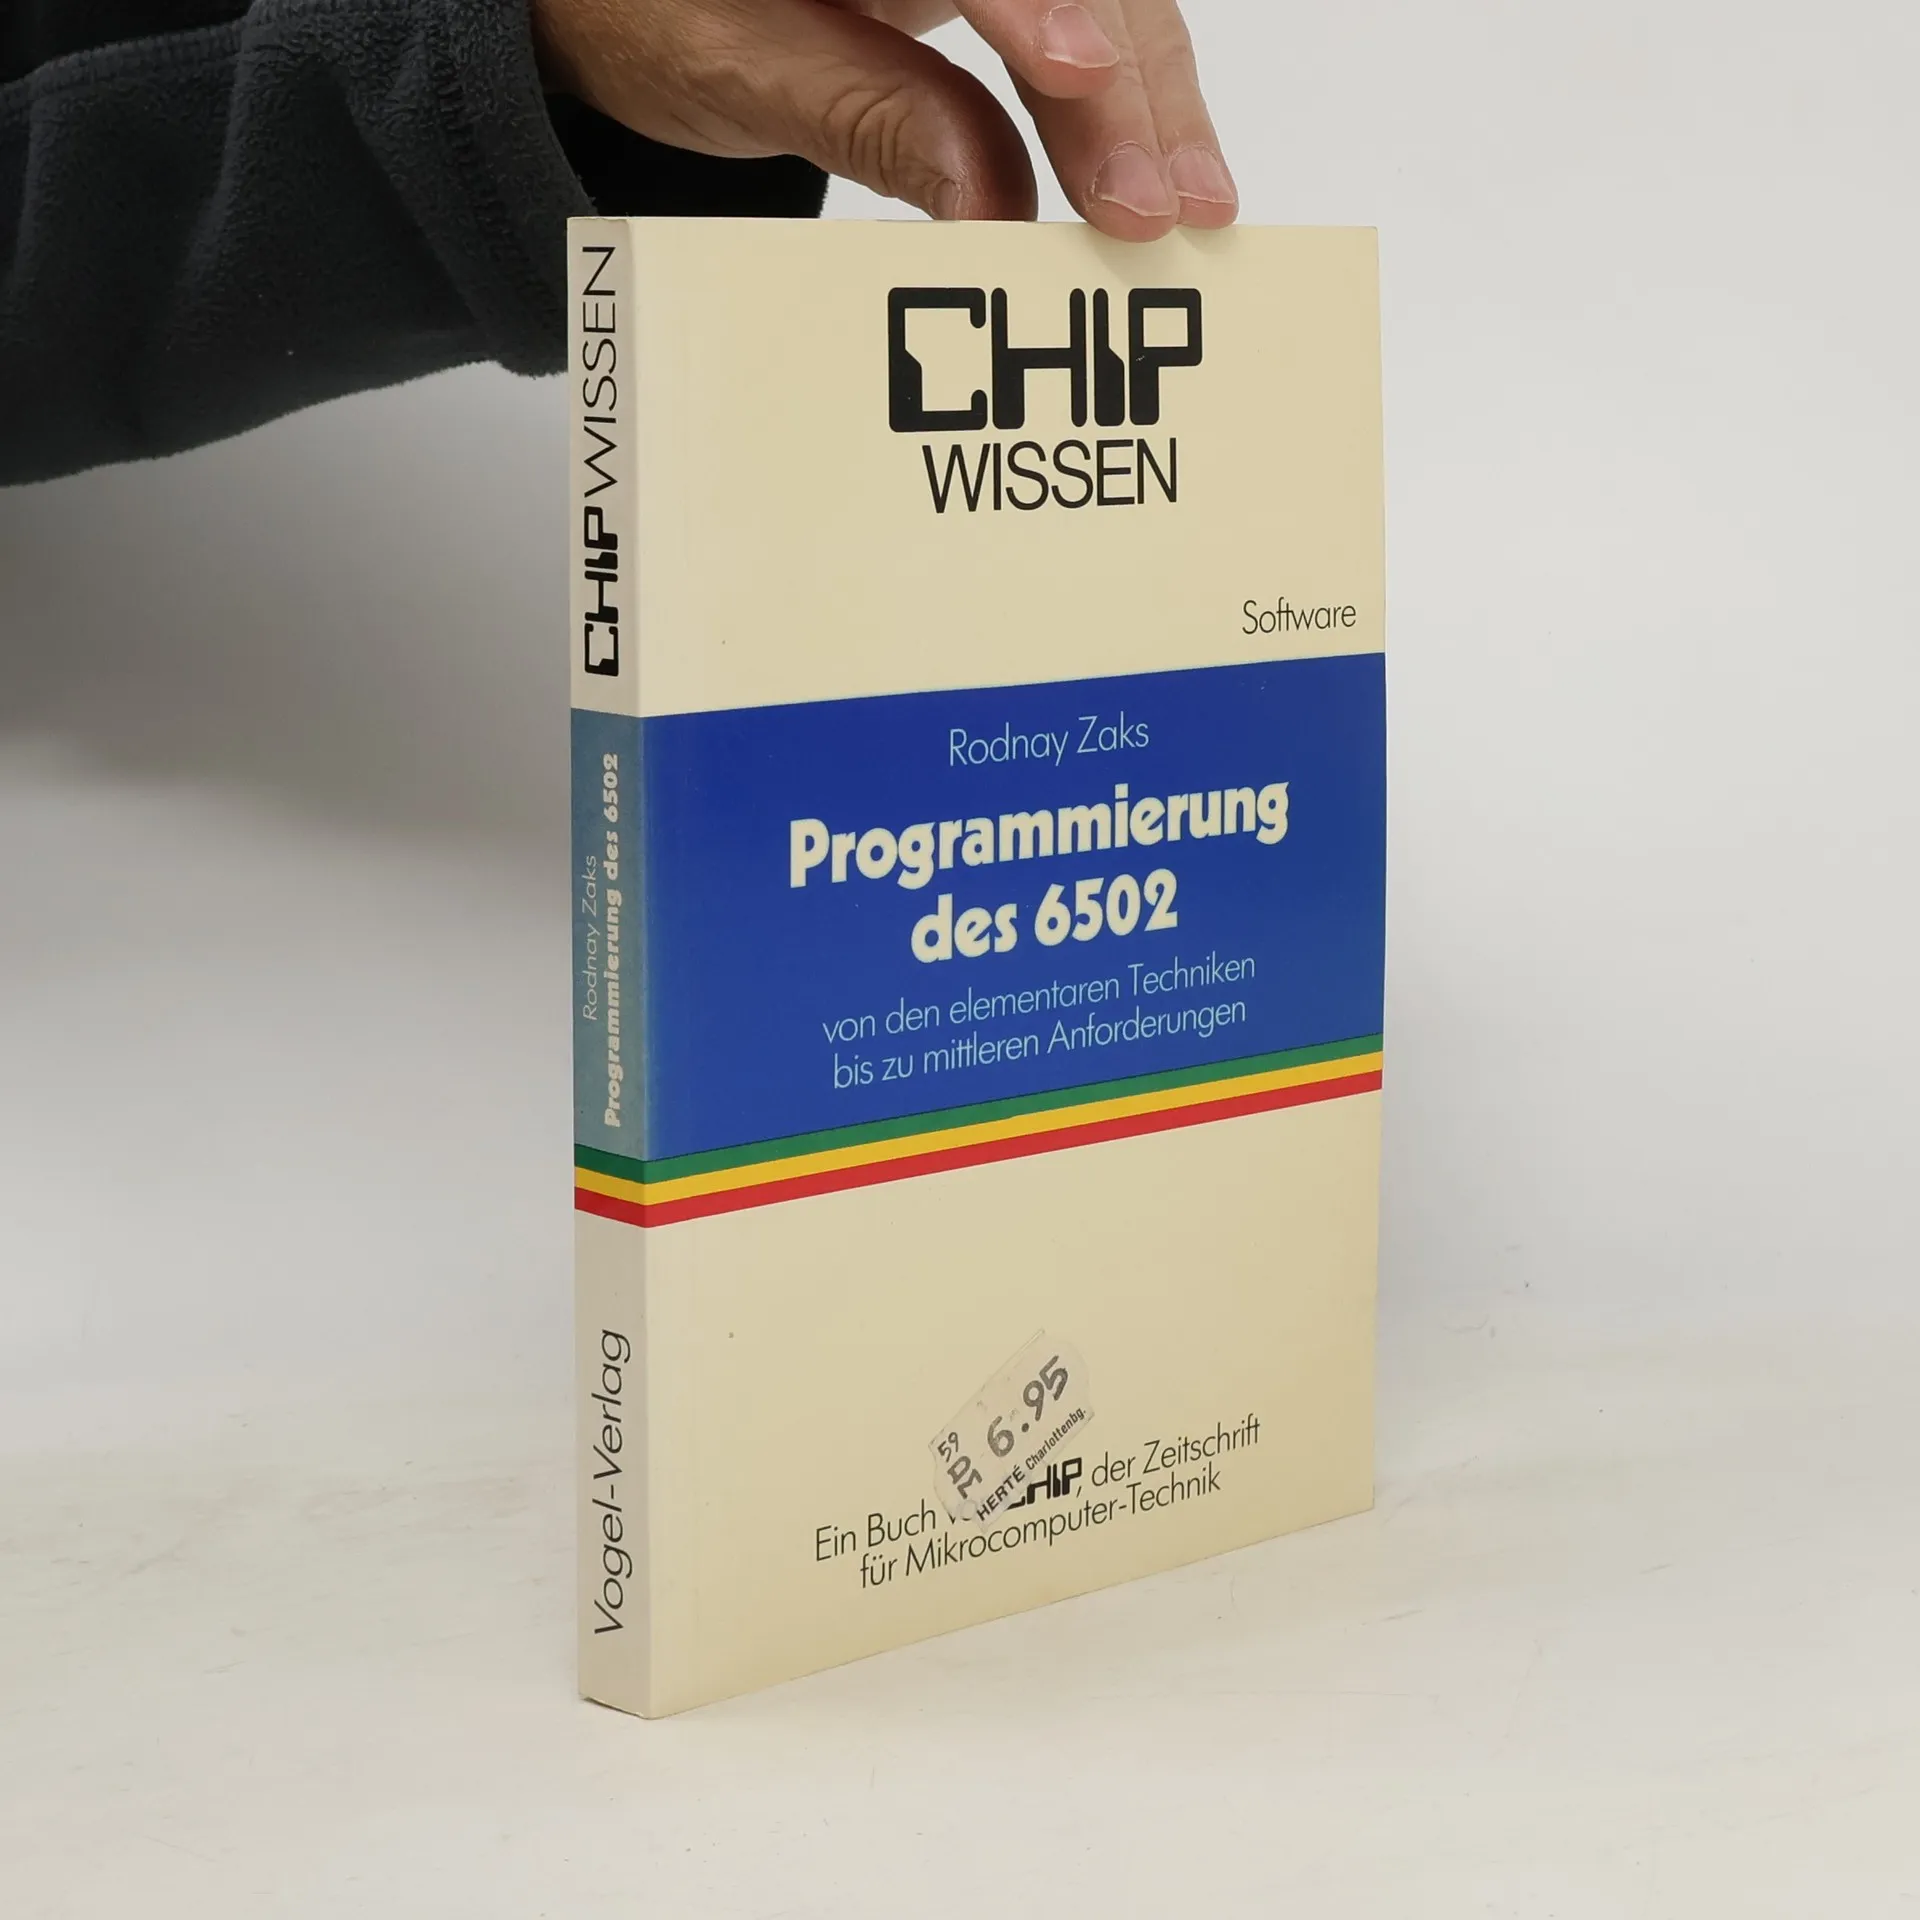 CHIP WISSEN
Rodnay Zaks
Programmierung des 6502
Vogel-Verlag
CHIP
WISSEN
Software
Rodnay Zaks
Programmierung
des 6502
von den elementaren Techniken
bis zu mittleren Anforderungen
59
6.95
HERTÉ Charlottenbg.
Ein Buch CHIP, der Zeitschrift
für Mikrocomputer-Technik